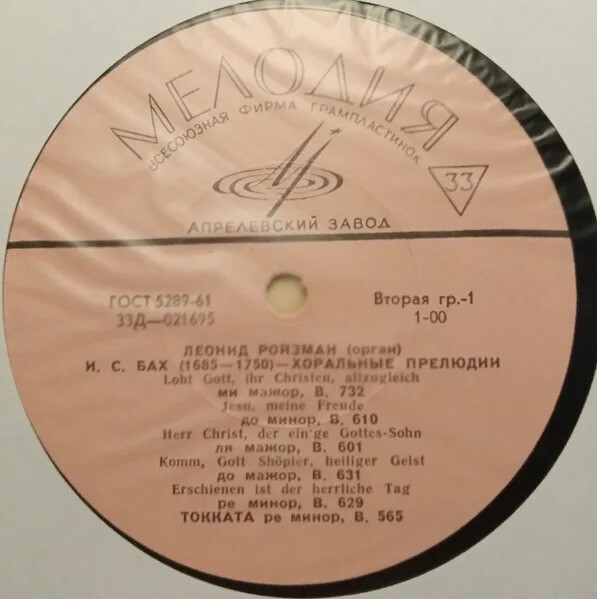 МЕЛОДИЯ
ВСЕСОЮЗНАЯ ФИРМА ГРАМПЛАСТИНОК
33
АПРЕЛЕВСКИЙ ЗАВОД
ГОСТ 5289-61
Вторая гр.-1
33Д—021695
1-00
ЛЕОНИД РОЙЗМАН (орган)
И. С. БАХ (1685—1750)—ХОРАЛЬНЫЕ ПРЕЛЮДИИ
Lobt Gott, ihr Christen, allzugleich
ми мажор, В. 732
Jesu, meine Freude
до минор, В. 610
Herr Christ, der ein'ge Gottes-Sohn
ля мажор, В. 601
Komm, Gott Shöpfer, heiliger Geist
до мажор, В. 631
Erschienen ist der herrliche Tag
ре минор, В. 629
ТОККАТА ре минор, В. 565